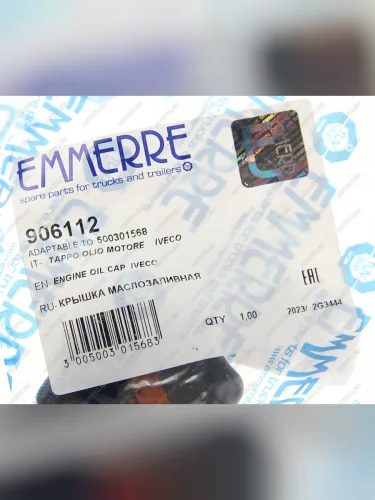 EMMERRE
spare parts for trucks and trailers
906112
ADAPTABLE TO 500301568
IT- TAPPO OLIO MOTORE IVECO
EN- ENGINE OIL CAP IVECO
RU- КРЫШКА МАСЛОЗАЛИВНАЯ
QTY 1,00
2023/ 2G3444
3 005003 015683
EAC